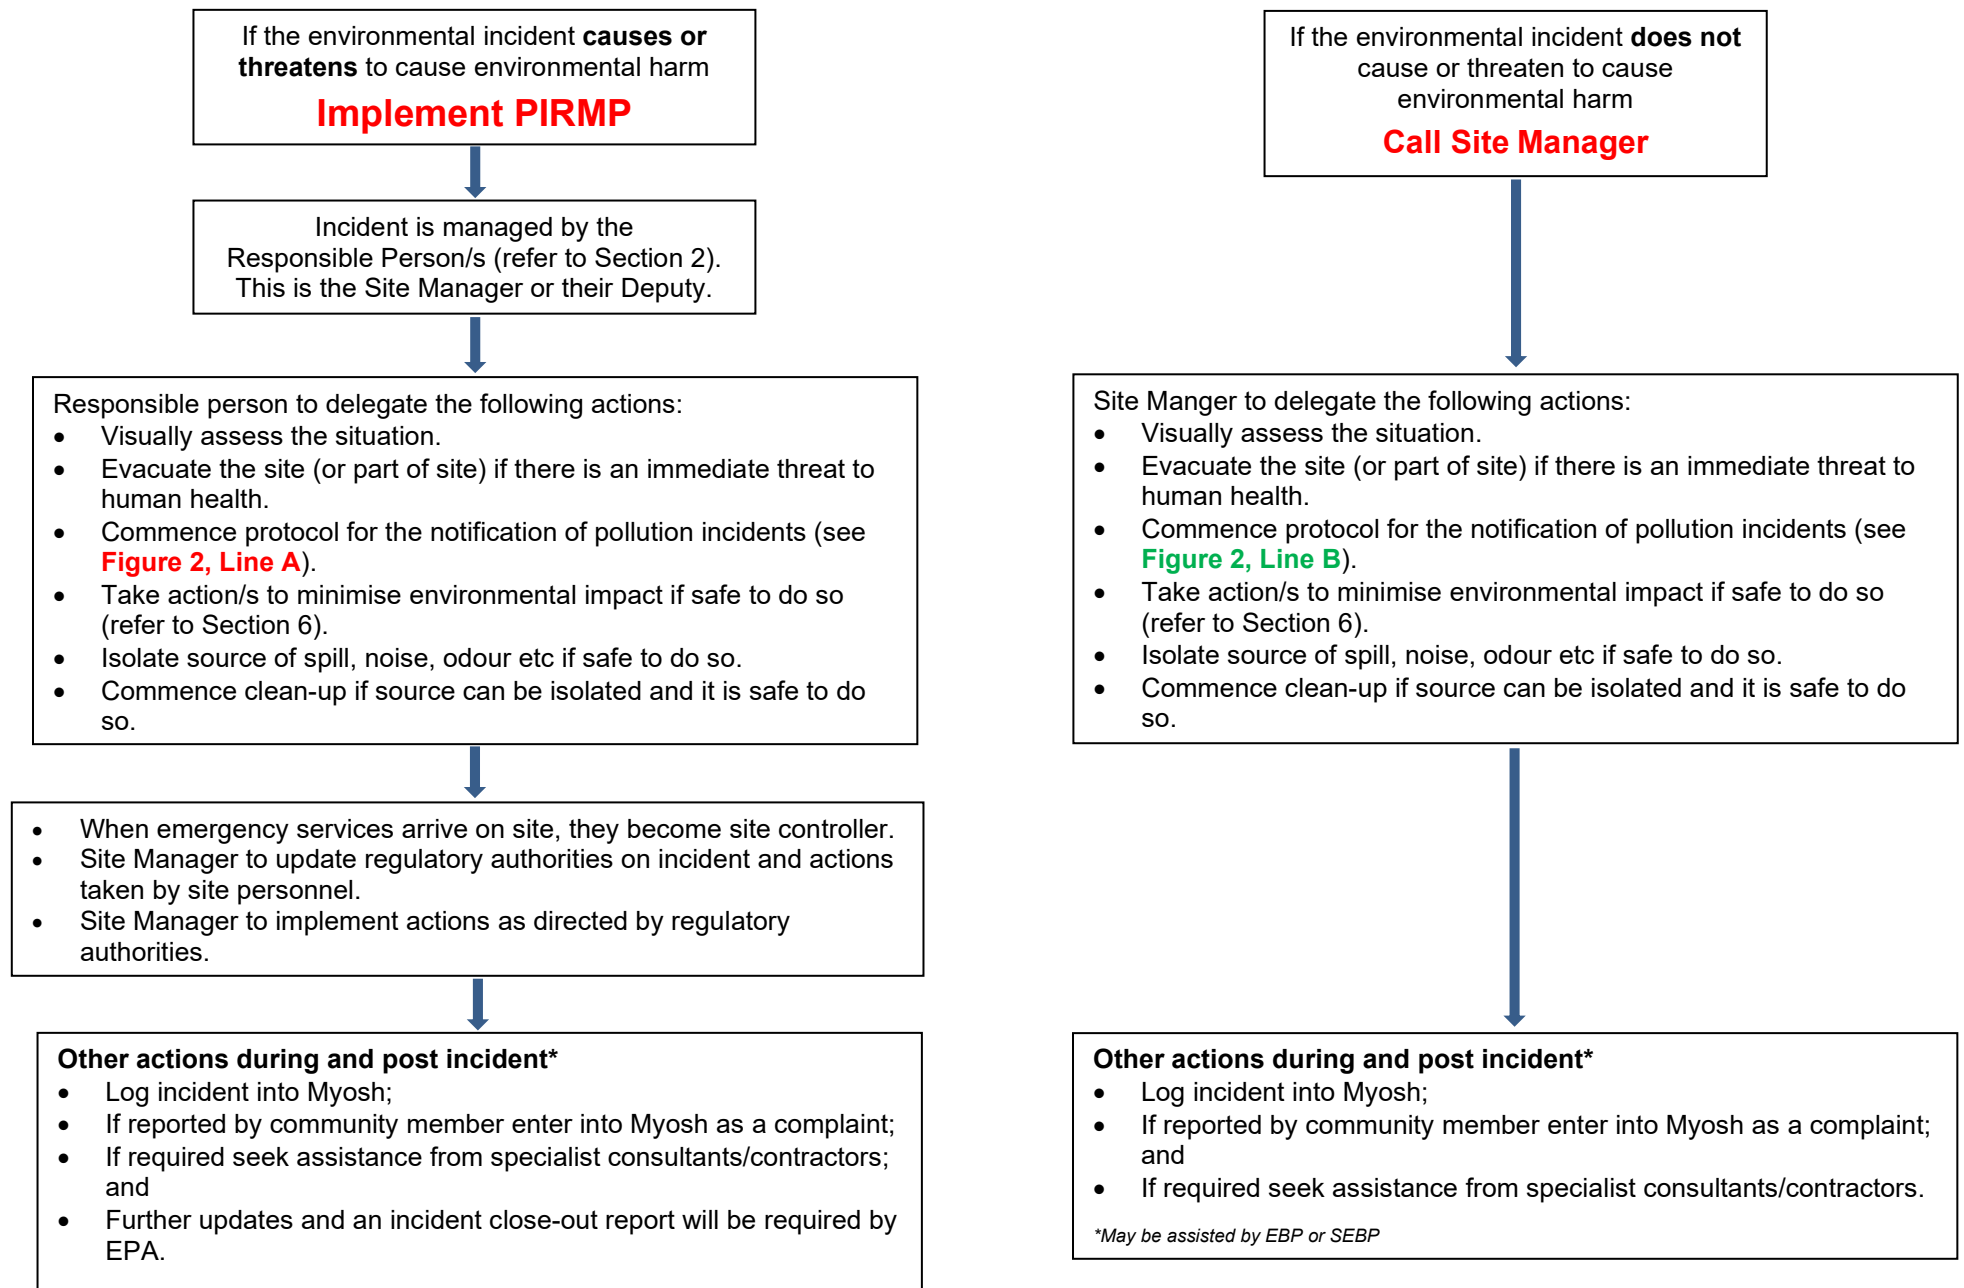 If the environmental incident causes or
threatens to cause environmental harm
Implement PIRMP
Incident is managed by the
Responsible Person/s (refer to Section 2).
This is the Site Manager or their Deputy.
Responsible person to delegate the following actions:
• Visually assess the situation.
• Evacuate the site (or part of site) if there is an immediate threat to
human health.
• Commence protocol for the notification of pollution incidents (see
Figure 2, Line A).
• Take action/s to minimise environmental impact if safe to do so
(refer to Section 6).
• Isolate source of spill, noise, odour etc if safe to do so.
• Commence clean-up if source can be isolated and it is safe to do
so.
• When emergency services arrive on site, they become site controller.
• Site Manager to update regulatory authorities on incident and actions
taken by site personnel.
• Site Manager to implement actions as directed by regulatory
authorities.
Other actions during and post incident*
• Log incident into Myosh;
• If reported by community member enter into Myosh as a complaint;
• If required seek assistance from specialist consultants/contractors;
and
• Further updates and an incident close-out report will be required by
EPA.
If the environmental incident does not
cause or threaten to cause
environmental harm
Call Site Manager
Site Manger to delegate the following actions:
• Visually assess the situation.
• Evacuate the site (or part of site) if there is an immediate threat to
human health.
• Commence protocol for the notification of pollution incidents (see
Figure 2, Line B).
• Take action/s to minimise environmental impact if safe to do so
(refer to Section 6).
• Isolate source of spill, noise, odour etc if safe to do so.
• Commence clean-up if source can be isolated and it is safe to do
so.
Other actions during and post incident*
• Log incident into Myosh;
• If reported by community member enter into Myosh as a complaint;
and
• If required seek assistance from specialist consultants/contractors.
*May be assisted by EBP or SEBP